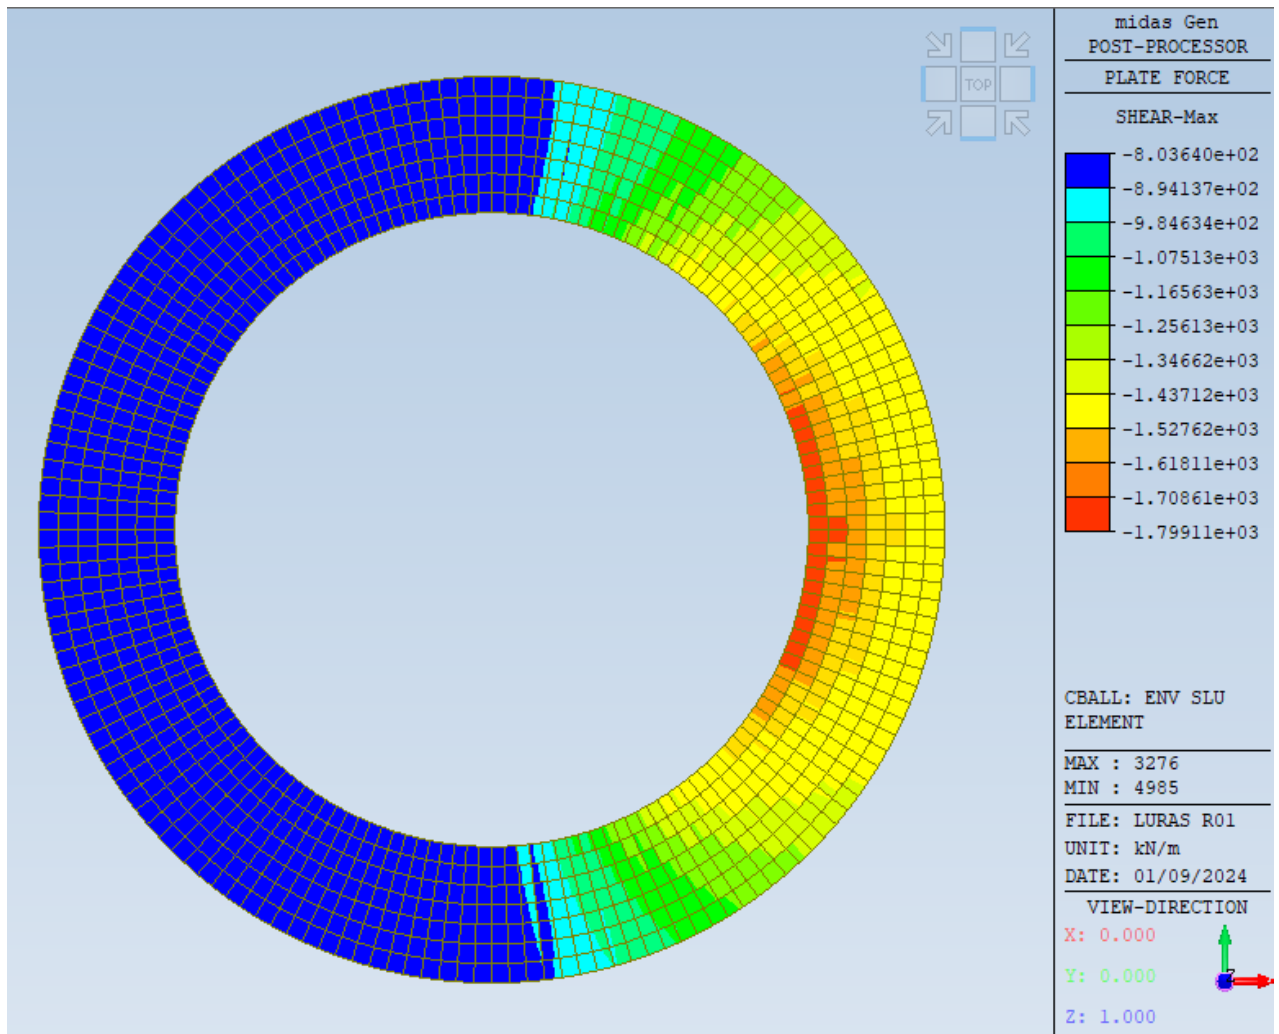 TOP
midas Gen
POST-PROCESSOR
PLATE FORCE
SHEAR-Max
-8.03640e+02
-8.94137e+02
-9.84634e+02
-1.07513e+03
-1.16563e+03
-1.25613e+03
-1.34662e+03
-1.43712e+03
-1.52762e+03
-1.61811e+03
-1.70861e+03
-1.79911e+03
CBALL: ENV SLU
ELEMENT
MAX : 3276
MIN : 4985
FILE: LURAS R01
UNIT: kN/m
DATE: 01/09/2024
VIEW-DIRECTION
X: 0.000
Y: 0.000
Z: 1.000